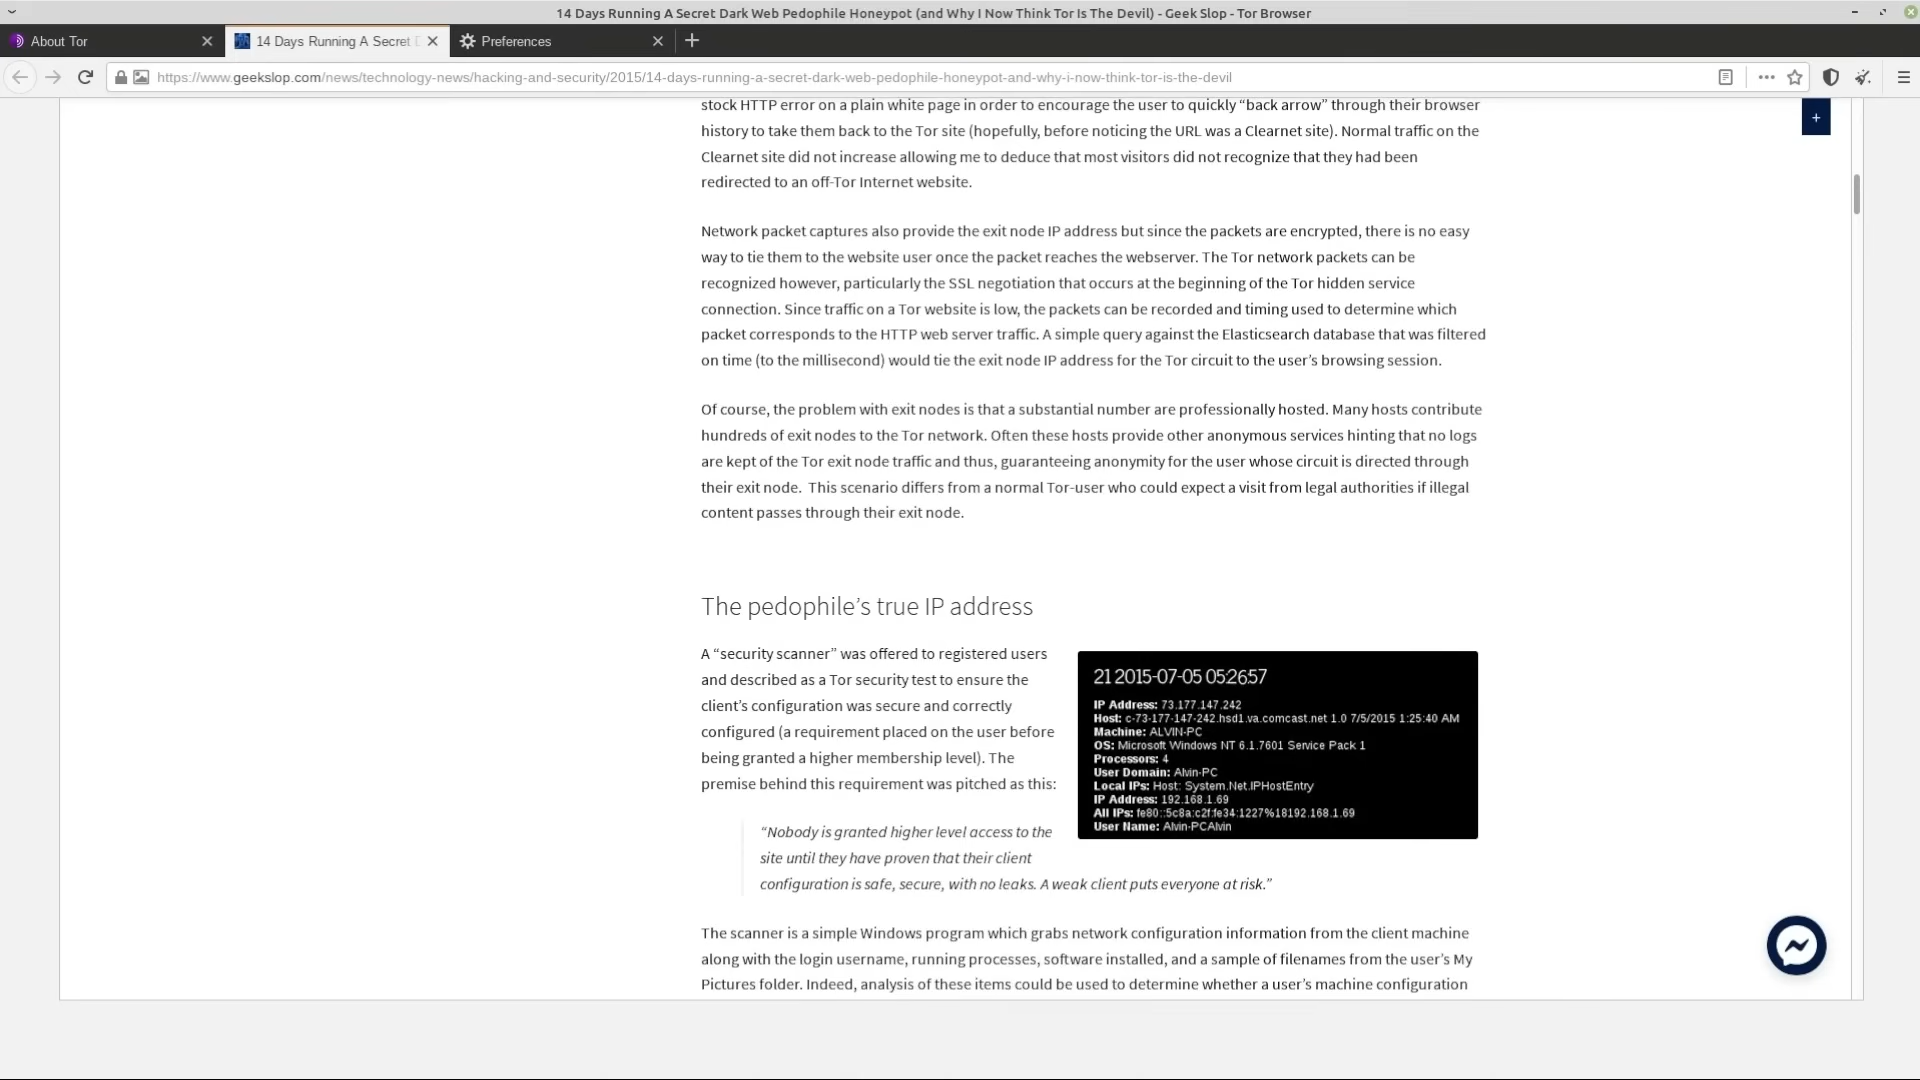 14 Days Running A Secret Dark Web Pedophile Honeypot (and Why I Now Think Tor Is The Devil) - Geek Slop - Tor Browser
About Tor
14 Days Running A Secret D
Preferences
https://www.geekslop.com/news/technology-news/hacking-and-security/2015/14-days-running-a-secret-dark-web-pedophile-honeypot-and-why-i-now-think-tor-is-the-devil
stock HTTP error on a plain white page in order to encourage the user to quickly “back arrow” through their browser
history to take them back to the Tor site (hopefully, before noticing the URL was a Clearnet site). Normal traffic on the
Clearnet site did not increase allowing me to deduce that most visitors did not recognize that they had been
redirected to an off-Tor Internet website.
Network packet captures also provide the exit node IP address but since the packets are encrypted, there is no easy
way to tie them to the website user once the packet reaches the webserver. The Tor network packets can be
recognized however, particularly the SSL negotiation that occurs at the beginning of the Tor hidden service
connection. Since traffic on a Tor website is low, the packets can be recorded and timing used to determine which
packet corresponds to the HTTP web server traffic. A simple query against the Elasticsearch database that was filtered
on time (to the millisecond) would tie the exit node IP address for the Tor circuit to the user’s browsing session.
Of course, the problem with exit nodes is that a substantial number are professionally hosted. Many hosts contribute
hundreds of exit nodes to the Tor network. Often these hosts provide other anonymous services hinting that no logs
are kept of the Tor exit node traffic and thus, guaranteeing anonymity for the user whose circuit is directed through
their exit node.  This scenario differs from a normal Tor-user who could expect a visit from legal authorities if illegal
content passes through their exit node.
The pedophile’s true IP address
A “security scanner” was offered to registered users
and described as a Tor security test to ensure the
client’s configuration was secure and correctly
configured (a requirement placed on the user before
being granted a higher membership level). The
premise behind this requirement was pitched as this:
21 2015-07-05 05:26:57
IP Address: 73.177.147.242
Host: c-73-177-147-242.hsd1.va.comcast.net 1.0 7/5/2015 1:25:40 AM
Machine: ALVIN-PC
OS: Microsoft Windows NT 6.1.7601 Service Pack 1
Processors: 4
User Domain: Alvin-PC
Local IPs: Host: System.Net.IPHostEntry
IP Address: 192.168.1.69
All IPs: fe80::5c8a:c2f:fe34:1227%18192.168.1.69
User Name: Alvin-PCAlvin
“Nobody is granted higher level access to the
site until they have proven that their client
configuration is safe, secure, with no leaks. A weak client puts everyone at risk.”
The scanner is a simple Windows program which grabs network configuration information from the client machine
along with the login username, running processes, software installed, and a sample of filenames from the user’s My
Pictures folder. Indeed, analysis of these items could be used to determine whether a user’s machine configuration